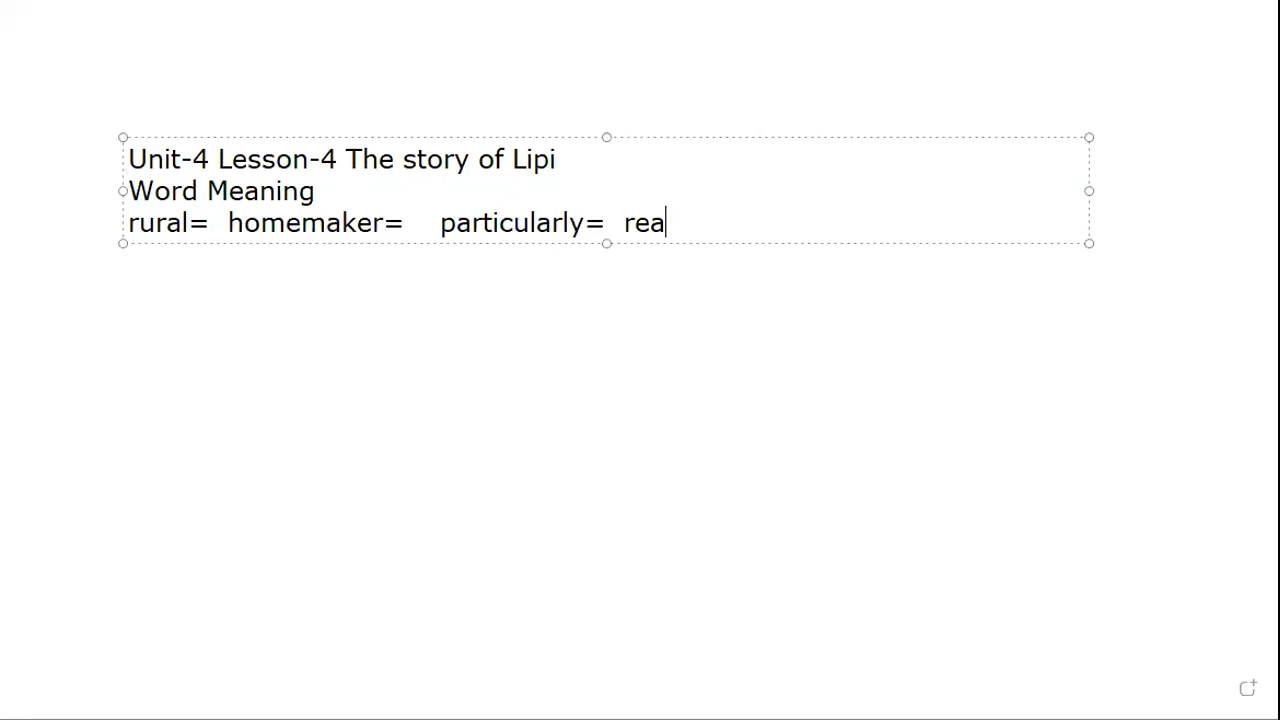 Unit-4 Lesson-4 The story of Lipi
Word Meaning
rural=  homemaker=    particularly=  rea